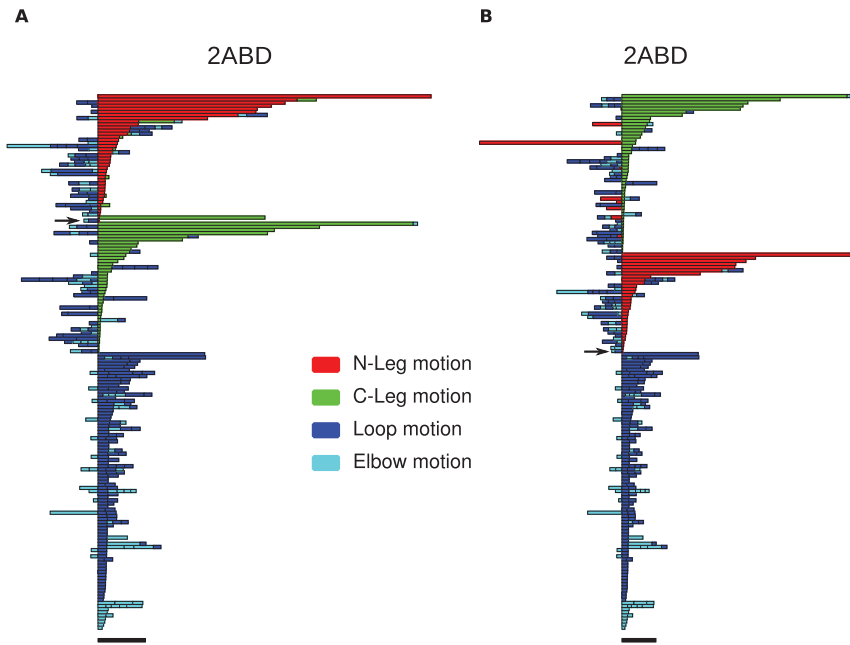 A
B
2ABD
2ABD
N-Leg motion
C-Leg motion
Loop motion
Elbow motion